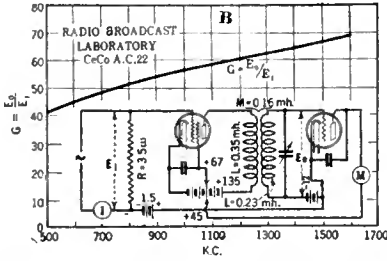 B
RADIO BROADCAST
LABORATORY
CeCo A.C.22
G = E₀/E₁
80
70
60
50
40
30
20
10
0
G = E₀/E₁
M=0.16 mh.
E
R=3.5ω
L=0.35 mh.
E₀
+67
+135
-1.5+
+45
L=0.23 mh.
I
M
500
700
900
1100
1300
1500
1700
K.C.